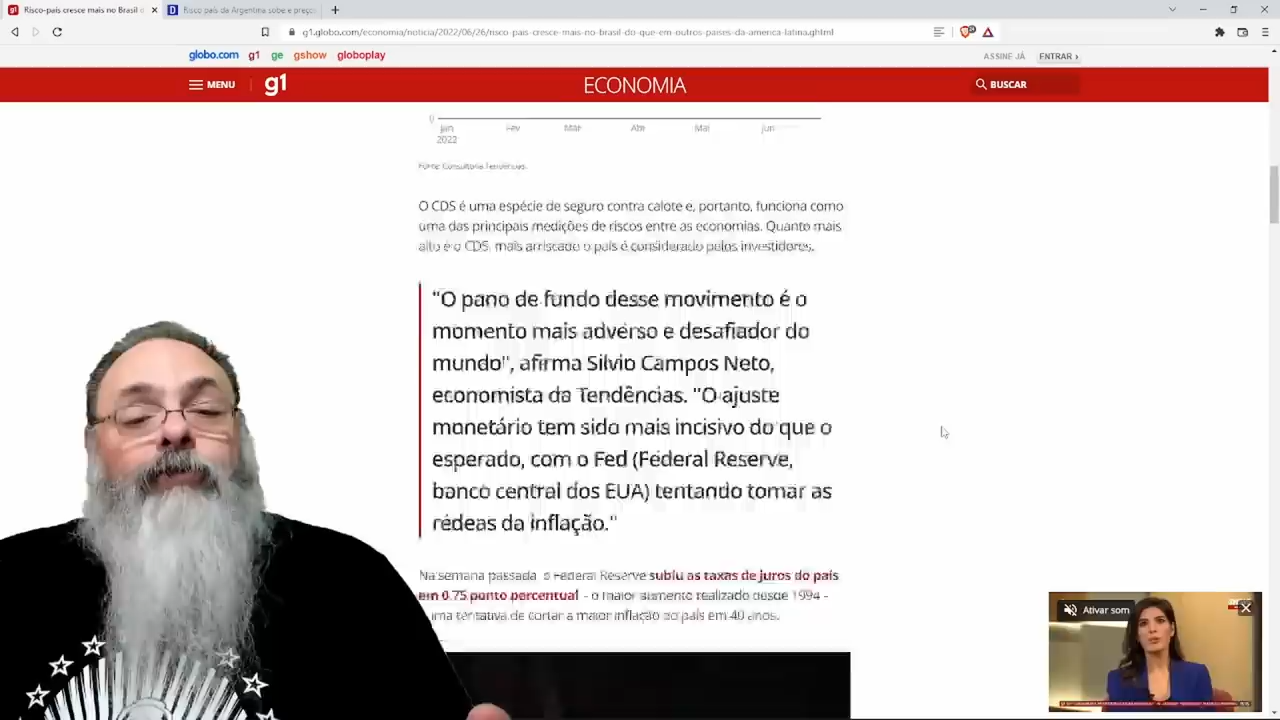 Risco-país cresce mais no Brasil d
Risco país da Argentina sobe e preço
g1.globo.com/economia/noticia/2022/06/26/risco-pais-cresce-mais-no-brasil-do-que-em-outros-paises-da-america-latina.ghtml
globo.com g1 ge gshow globoplay
ASSINE JÁ ENTRAR ›
MENU g1 ECONOMIA BUSCAR
0
Jan Fev Mar Abr Mai Jun
2022
Fonte: Consultoria Tendências
O CDS é uma espécie de seguro contra calote e, portanto, funciona como
uma das principais medições de riscos entre as economias. Quanto mais
alto é o CDS, mais arriscado o país é considerado pelos investidores.
"O pano de fundo desse movimento é o
momento mais adverso e desafiador do
mundo", afirma Silvio Campos Neto,
economista da Tendências. "O ajuste
monetário tem sido mais incisivo do que o
esperado, com o Fed (Federal Reserve,
banco central dos EUA) tentando tomar as
rédeas da inflação."
Na semana passada, o Federal Reserve subiu as taxas de juros do país
em 0,75 ponto percentual - o maior aumento realizado desde 1994 -
uma tentativa de cortar a maior inflação do país em 40 anos.
Ativar som